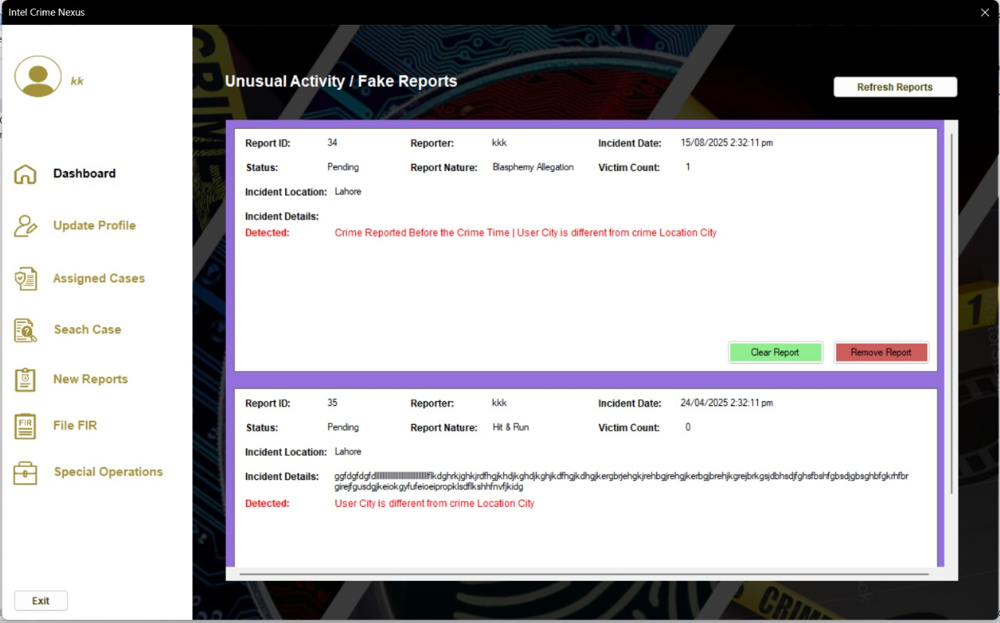 Intel Crime Nexus
kk
Dashboard
Update Profile
Assigned Cases
Seach Case
New Reports
File FIR
FIR
Special Operations
Exit
Unusual Activity / Fake Reports
Refresh Reports
Report ID: 34 Reporter: kkk Incident Date: 15/08/2025 2:32:11 pm
Status: Pending Report Nature: Blasphemy Allegation Victim Count: 1
Incident Location: Lahore
Incident Details:
Detected: Crime Reported Before the Crime Time | User City is different from crime Location City
Clear Report Remove Report
Report ID: 35 Reporter: kkk Incident Date: 24/04/2025 2:32:11 pm
Status: Pending Report Nature: Hit & Run Victim Count: 0
Incident Location: Lahore
Incident Details:
Detected: User City is different from crime Location City
CRIME
1
CRIM